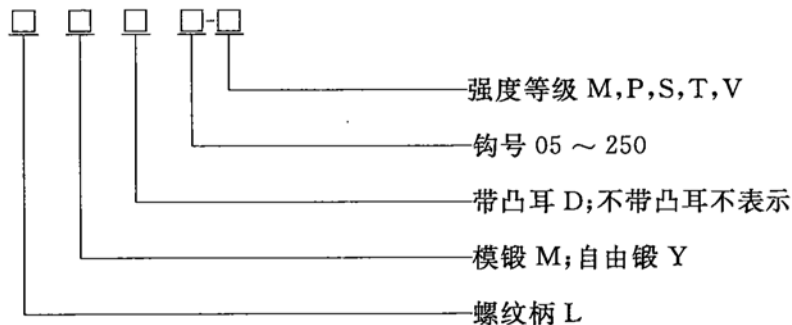 □ □ □ □-□
强度等级 M,P,S,T,V
钩号 05 ～ 250
带凸耳 D;不带凸耳不表示
模锻 M;自由锻 Y
螺纹柄 L